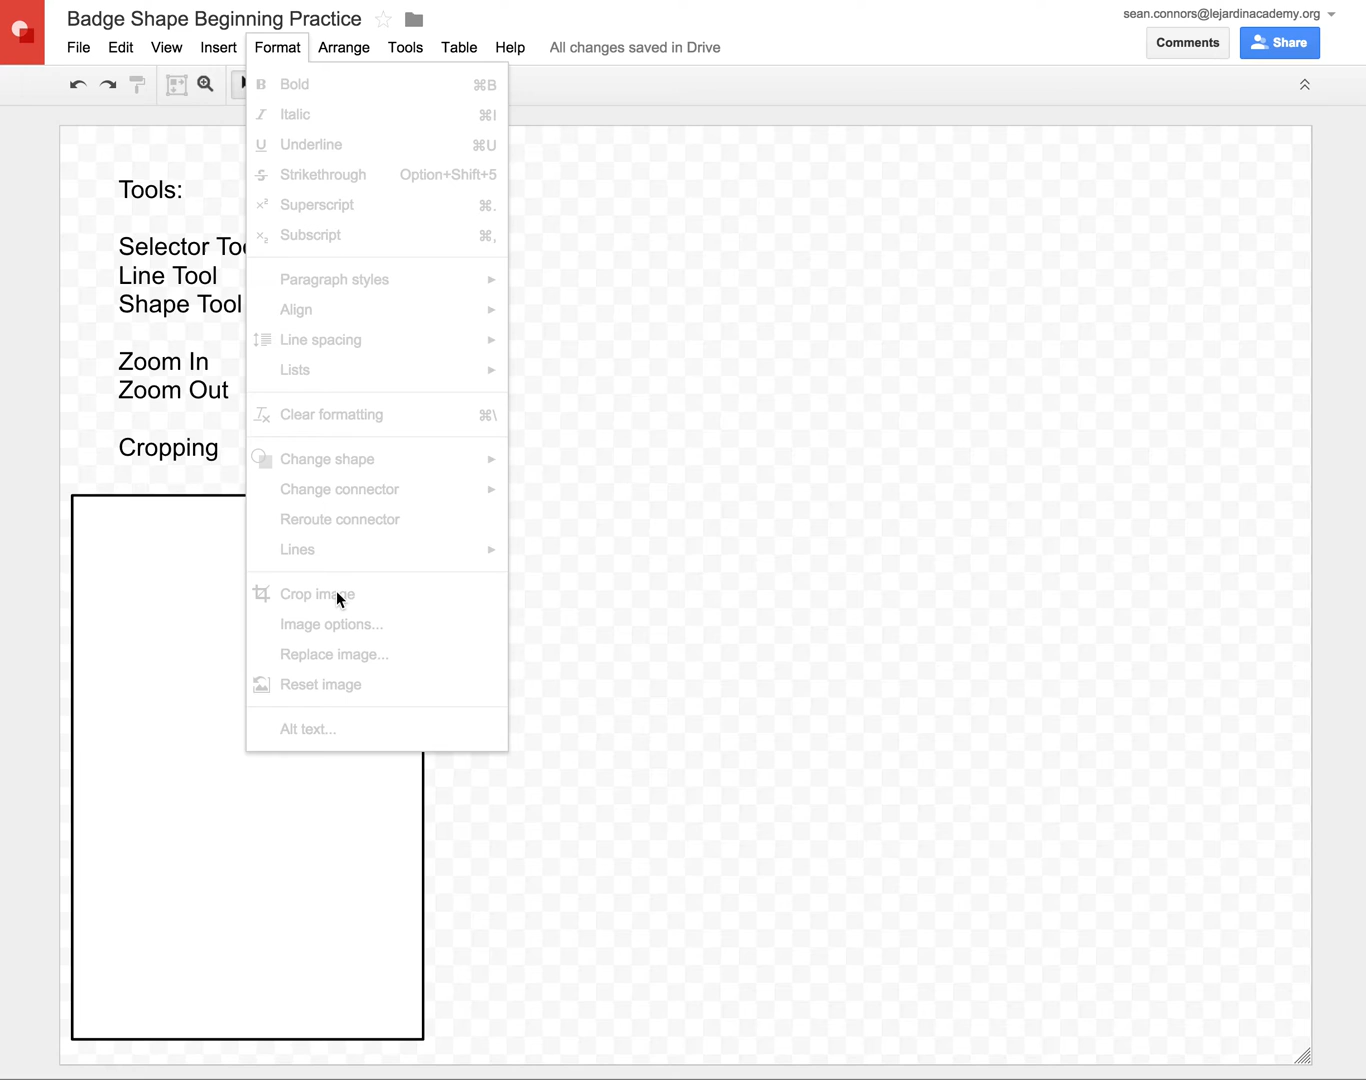 Badge Shape Beginning Practice
sean.connors@lejardinacademy.org
File Edit View Insert Format Arrange Tools Table Help All changes saved in Drive
Comments Share
B Bold ⌘B
I Italic ⌘I
U Underline ⌘U
S Strikethrough Option+Shift+5
x² Superscript ⌘.
x₂ Subscript ⌘,
Paragraph styles
Align
Line spacing
Lists
Clear formatting ⌘\
Change shape
Change connector
Reroute connector
Lines
Crop image
Image options...
Replace image...
Reset image
Alt text...
Tools:
Selector Too
Line Tool
Shape Tool
Zoom In
Zoom Out
Cropping